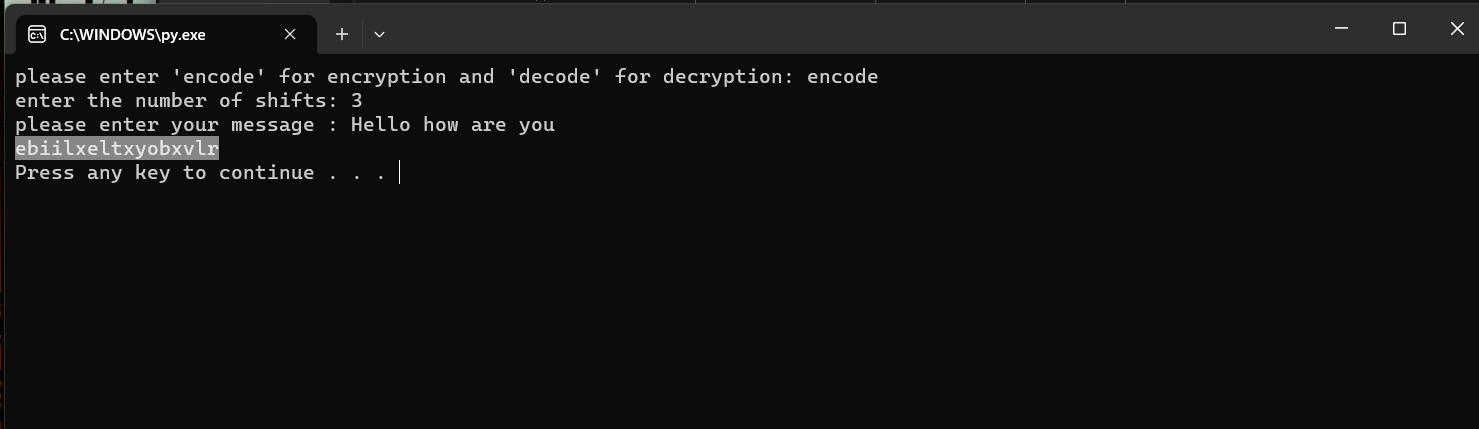 C:\WINDOWS\py.exe
please enter 'encode' for encryption and 'decode' for decryption: encode
enter the number of shifts: 3
please enter your message : Hello how are you
ebiilxeltxyobxvlr
Press any key to continue . . .